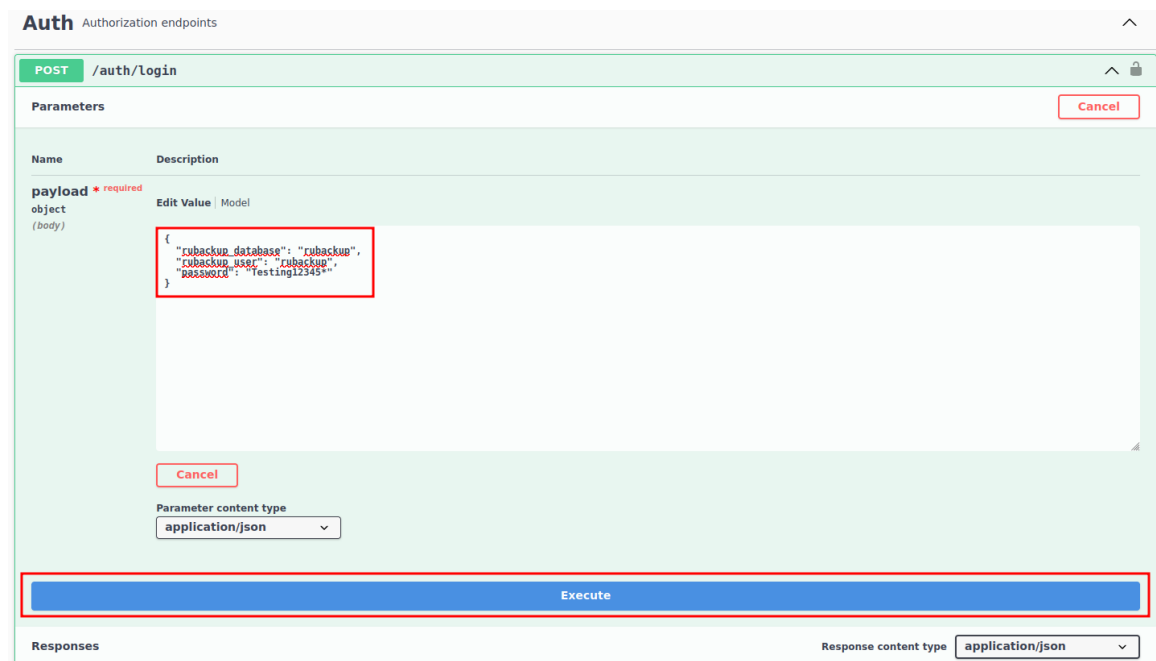 Auth Authorization endpoints
POST /auth/login
Parameters
Cancel
Name Description
payload * required
object
(body)
Edit Value | Model
{
"rubackup_database": "rubackup",
"rubackup_user": "rubackup",
"password": "Testing12345*"
}
Cancel
Parameter content type
application/json
Execute
Responses
Response content type application/json